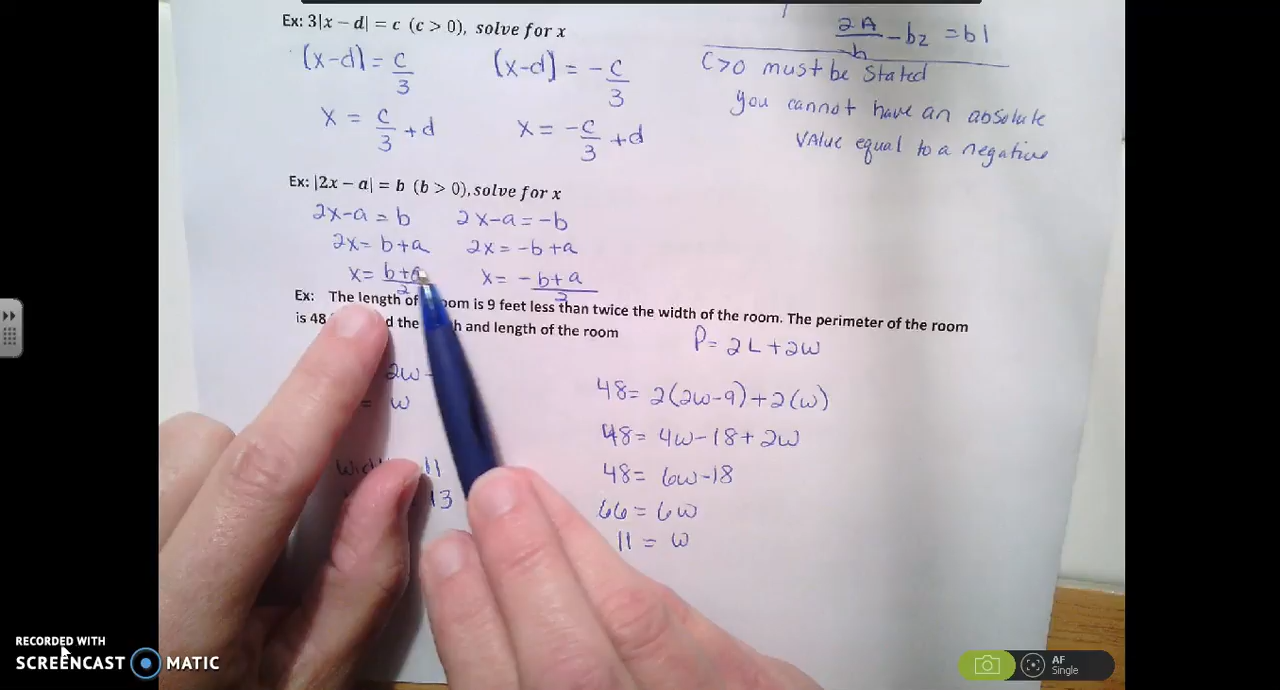 Ex: 3|x − d| = c (c > 0), solve for x
(x-d) = c/3
(x-d] = -c/3
x = c/3 + d
x = -c/3 + d
2A/h - b2 = b1
C>0 must be stated
you cannot have an absolute
value equal to a negative
Ex: |2x − a| = b (b > 0), solve for x
2x-a = b
2x-a = -b
2x = b+a
2x = -b+a
x = b+a/2
x = -b+a/2
Ex: The length of room is 9 feet less than twice the width of the room. The perimeter of the room
is 48 the and length of the room
P = 2L + 2w
2w -
= w
48 = 2(2w-9)+2(w)
48 = 4w-18+2w
48 = 6w-18
66 = 6w
11 = w
11
13
RECORDED WITH
SCREENCAST MATIC
AF
Single